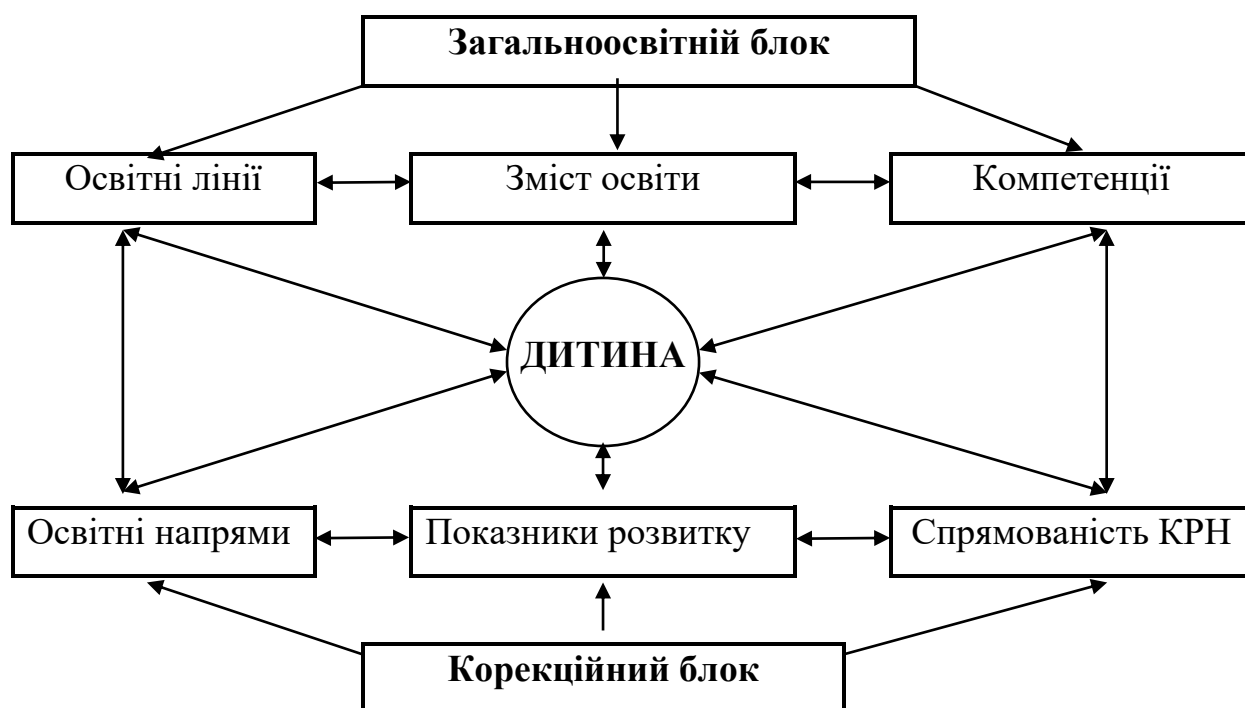 Загальноосвітній блок
Освітні лінії
Зміст освіти
Компетенції
ДИТИНА
Освітні напрями
Показники розвитку
Спрямованість КРН
Корекційний блок